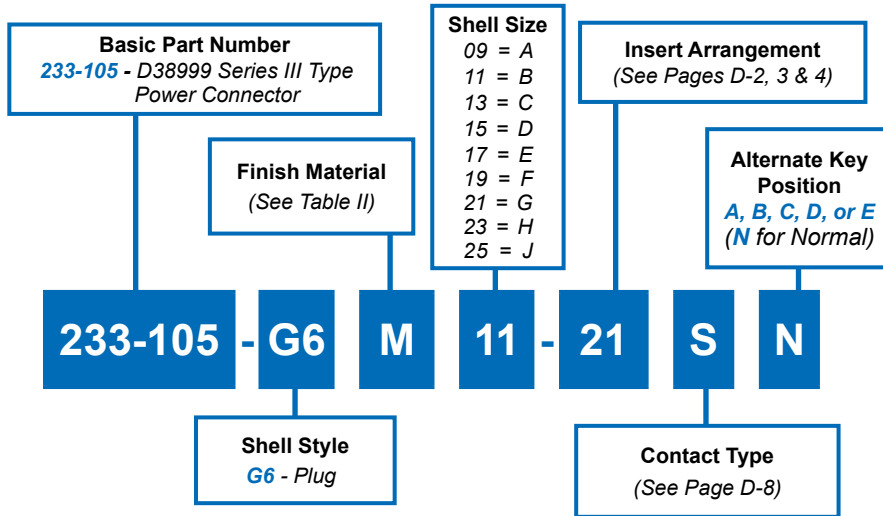 Basic Part Number
233-105 - D38999 Series III Type
Power Connector
Finish Material
(See Table II)
Shell Size
09 = A
11 = B
13 = C
15 = D
17 = E
19 = F
21 = G
23 = H
25 = J
Insert Arrangement
(See Pages D-2, 3 & 4)
Alternate Key
Position
A, B, C, D, or E
(N for Normal)
233-105 - G6 M 11 - 21 S N
Shell Style
G6 - Plug
Contact Type
(See Page D-8)